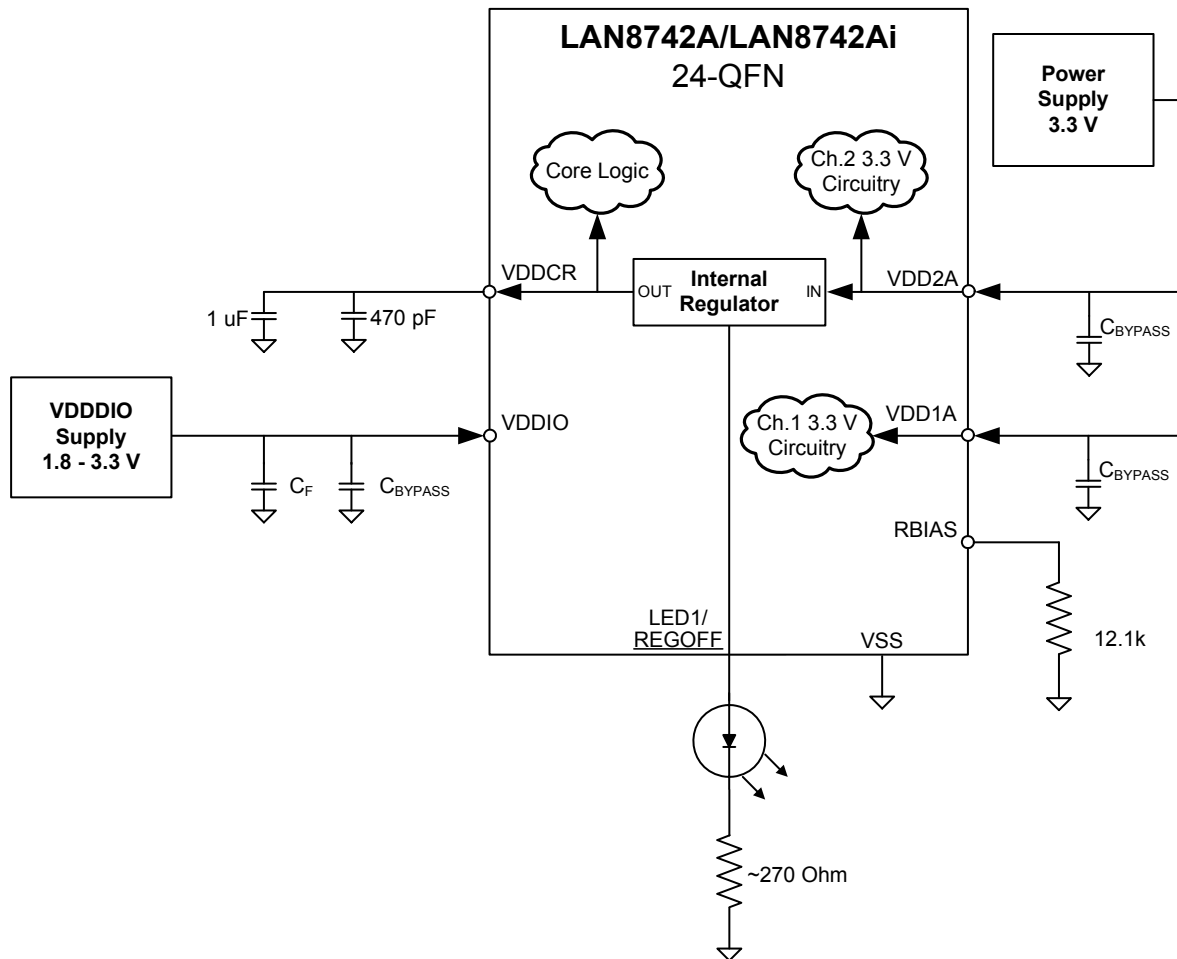 LAN8742A/LAN8742Ai
24-QFN
Power
Supply
3.3 V
Core Logic
Ch.2 3.3 V
Circuitry
VDDCR
OUT
Internal
Regulator
IN
VDD2A
1 uF
470 pF
CBYPASS
VDDDIO
Supply
1.8 - 3.3 V
VDDIO
CF
CBYPASS
Ch.1 3.3 V
Circuitry
VDD1A
CBYPASS
RBIAS
12.1k
LED1/
REGOFF
VSS
~270 Ohm